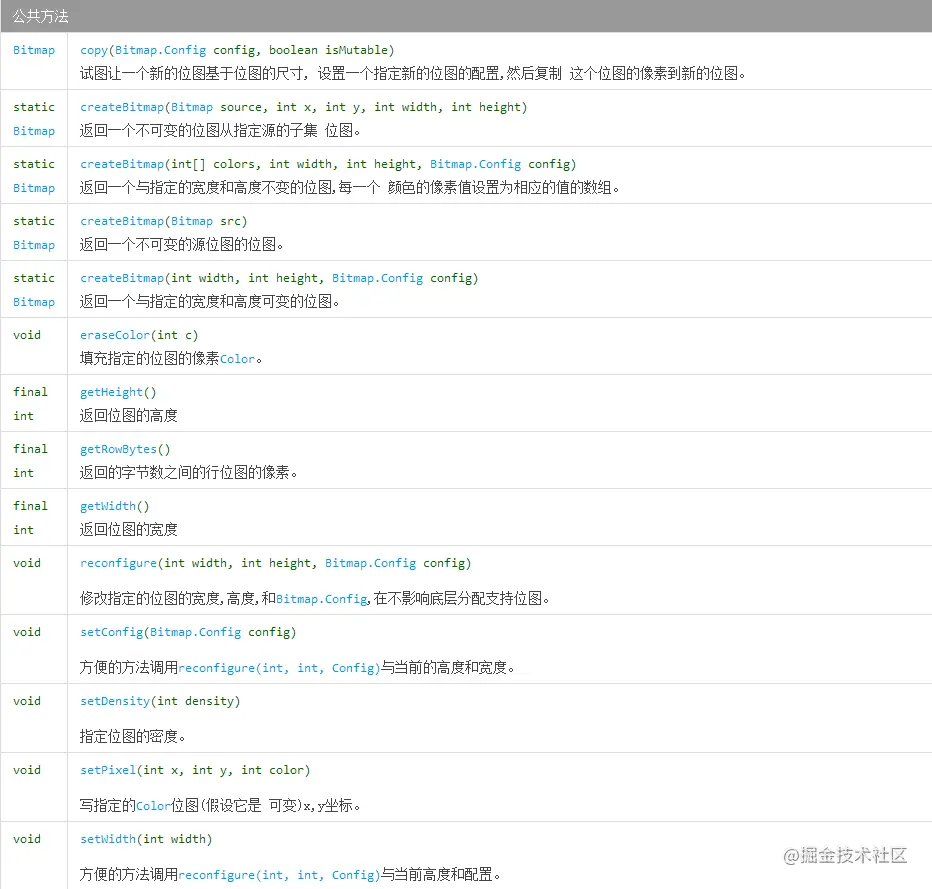 公共方法
Bitmap copy(Bitmap.Config config, boolean isMutable)
试图让一个新的位图基于位图的尺寸, 设置一个指定新的位图的配置,然后复制 这个位图的像素到新的位图。
static createBitmap(Bitmap source, int x, int y, int width, int height)
Bitmap 返回一个不可变的位图从指定源的子集 位图。
static createBitmap(int[] colors, int width, int height, Bitmap.Config config)
Bitmap 返回一个与指定的宽度和高度不变的位图,每一个 颜色的像素值设置为相应的值的数组。
static createBitmap(Bitmap src)
Bitmap 返回一个不可变的源位图的位图。
static createBitmap(int width, int height, Bitmap.Config config)
Bitmap 返回一个与指定的宽度和高度可变的位图。
void eraseColor(int c)
填充指定的位图的像素Color。
final getHeight()
int 返回位图的高度
final getRowBytes()
int 返回的字节数之间的行位图的像素。
final getWidth()
int 返回位图的宽度
void reconfigure(int width, int height, Bitmap.Config config)
修改指定的位图的宽度,高度,和Bitmap.Config,在不影响底层分配支持位图。
void setConfig(Bitmap.Config config)
方便的方法调用reconfigure(int, int, Config)与当前的高度和宽度。
void setDensity(int density)
指定位图的密度。
void setPixel(int x, int y, int color)
写指定的Color位图(假设它是 可变)x,y坐标。
void setWidth(int width)
方便的方法调用reconfigure(int, int, Config)与当前高度和配置。
@掘金技术社区